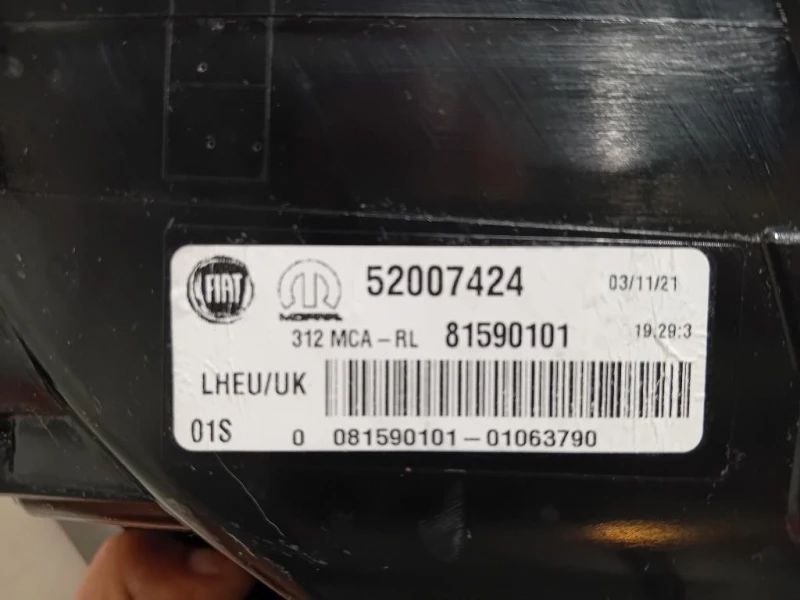 FIAT
MOPAR
52007424
03/11/21
312 MCA-RL 81590101
19.29:3
LHEU/UK
01S 0 081590101-01063790